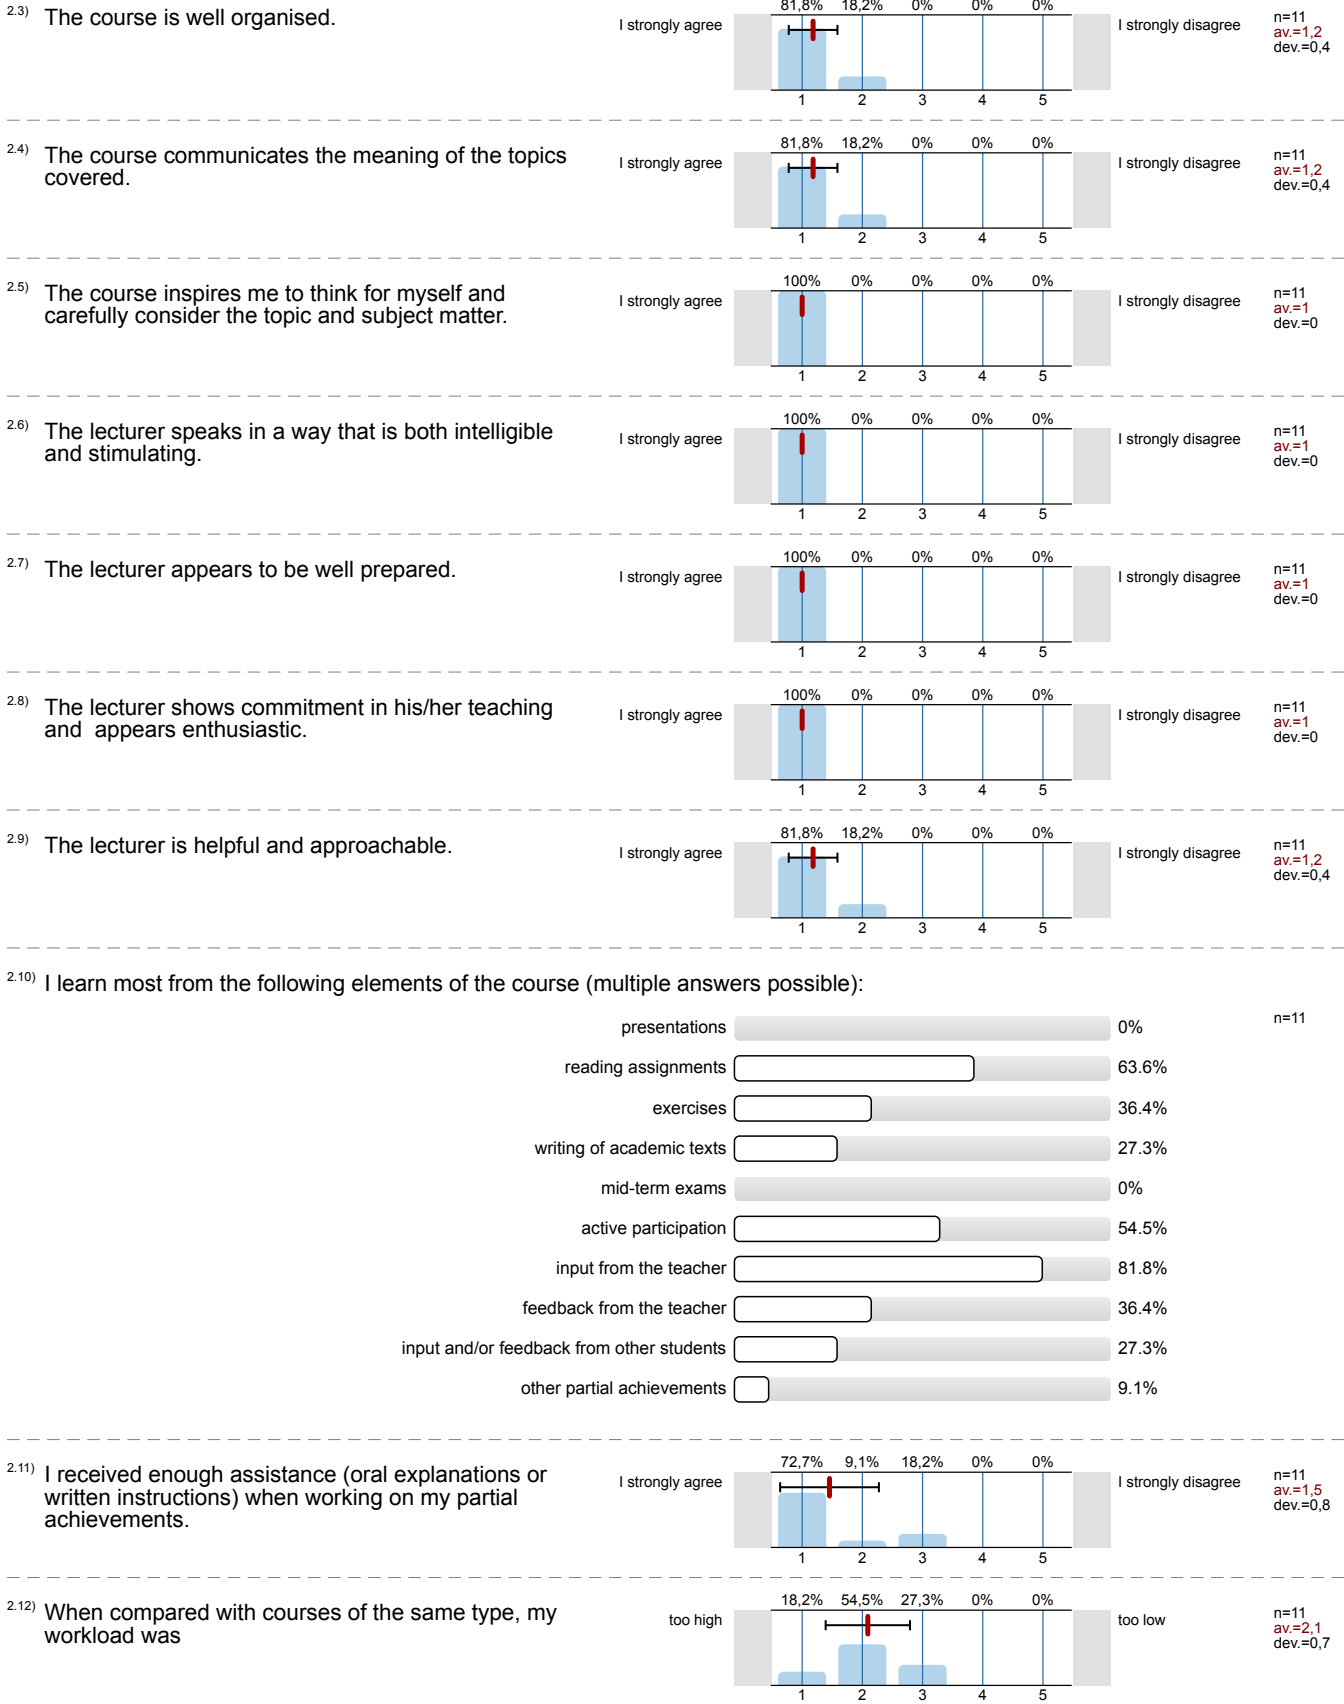 2.3) The course is well organised.
I strongly agree
81,8% 18,2% 0% 0% 0%
1 2 3 4 5
I strongly disagree
n=11
av.=1,2
dev.=0,4
2.4) The course communicates the meaning of the topics
covered.
I strongly agree
81,8% 18,2% 0% 0% 0%
1 2 3 4 5
I strongly disagree
n=11
av.=1,2
dev.=0,4
2.5) The course inspires me to think for myself and
carefully consider the topic and subject matter.
I strongly agree
100% 0% 0% 0% 0%
1 2 3 4 5
I strongly disagree
n=11
av.=1
dev.=0
2.6) The lecturer speaks in a way that is both intelligible
and stimulating.
I strongly agree
100% 0% 0% 0% 0%
1 2 3 4 5
I strongly disagree
n=11
av.=1
dev.=0
2.7) The lecturer appears to be well prepared.
I strongly agree
100% 0% 0% 0% 0%
1 2 3 4 5
I strongly disagree
n=11
av.=1
dev.=0
2.8) The lecturer shows commitment in his/her teaching
and  appears enthusiastic.
I strongly agree
100% 0% 0% 0% 0%
1 2 3 4 5
I strongly disagree
n=11
av.=1
dev.=0
2.9) The lecturer is helpful and approachable.
I strongly agree
81,8% 18,2% 0% 0% 0%
1 2 3 4 5
I strongly disagree
n=11
av.=1,2
dev.=0,4
2.10) I learn most from the following elements of the course (multiple answers possible):
n=11
presentations 0%
reading assignments 63.6%
exercises 36.4%
writing of academic texts 27.3%
mid-term exams 0%
active participation 54.5%
input from the teacher 81.8%
feedback from the teacher 36.4%
input and/or feedback from other students 27.3%
other partial achievements 9.1%
2.11) I received enough assistance (oral explanations or
written instructions) when working on my partial
achievements.
I strongly agree
72,7% 9,1% 18,2% 0% 0%
1 2 3 4 5
I strongly disagree
n=11
av.=1,5
dev.=0,8
2.12) When compared with courses of the same type, my
workload was
too high
18,2% 54,5% 27,3% 0% 0%
1 2 3 4 5
too low
n=11
av.=2,1
dev.=0,7